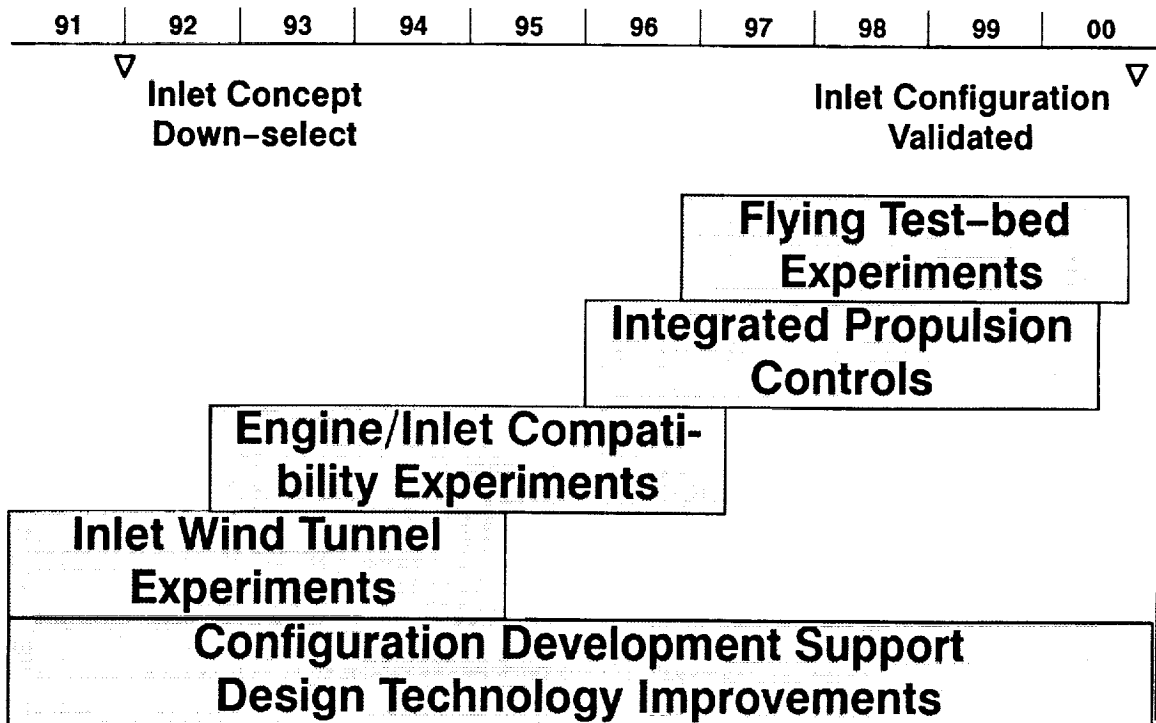 91 92 93 94 95 96 97 98 99 00
Inlet Concept
Down–select
Inlet Configuration
Validated
Flying Test–bed
Experiments
Integrated Propulsion
Controls
Engine/Inlet Compati-
bility Experiments
Inlet Wind Tunnel
Experiments
Configuration Development Support
Design Technology Improvements